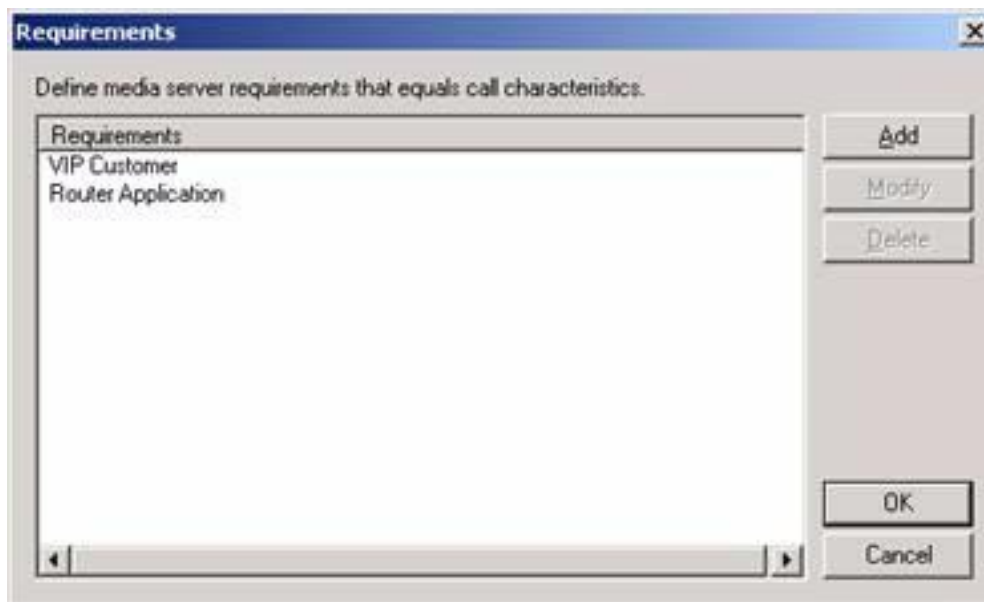 Requirements
Define media server requirements that equals call characteristics.
Requirements
VIP Customer
Router Application
Add
Modify
Delete
OK
Cancel